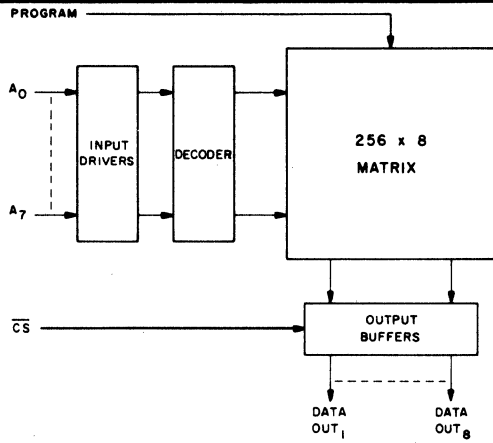 PROGRAM
A0
INPUT
DRIVERS
DECODER
256 x 8
MATRIX
A7
CS
OUTPUT
BUFFERS
DATA
OUT1
DATA
OUT8